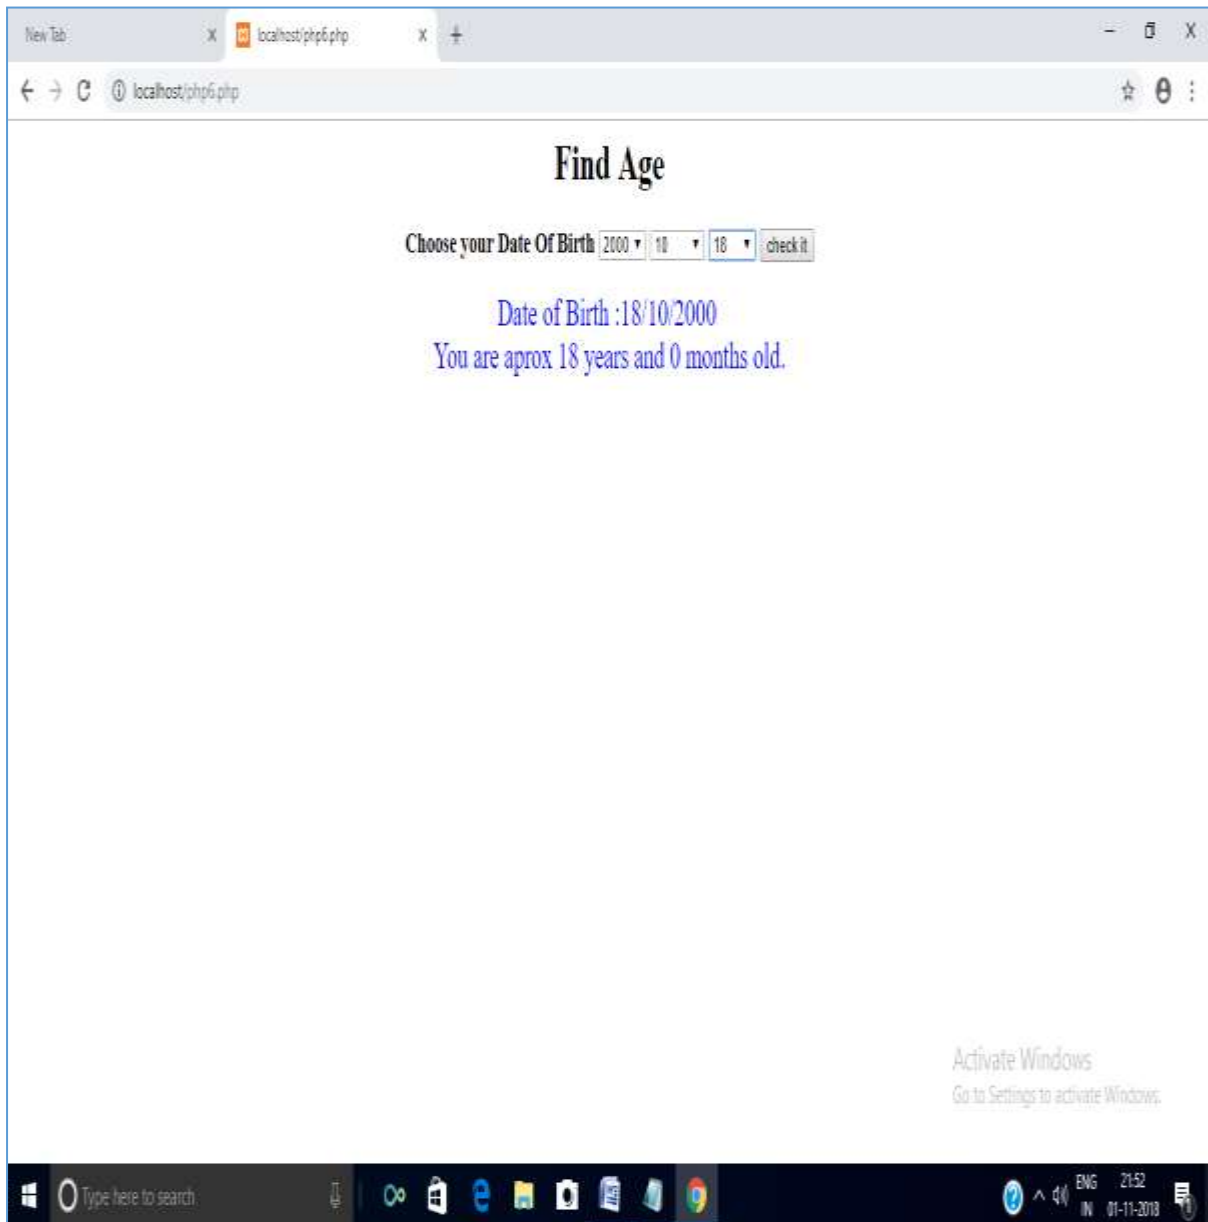 New Tab
localhost/php6.php
localhost/php6.php
Find Age
Choose your Date Of Birth 2000 10 18 check it
Date of Birth :18/10/2000
You are aprox 18 years and 0 months old.
Activate Windows
Go to Settings to activate Windows.
Type here to search
ENG 21:52
IN 01-11-2018